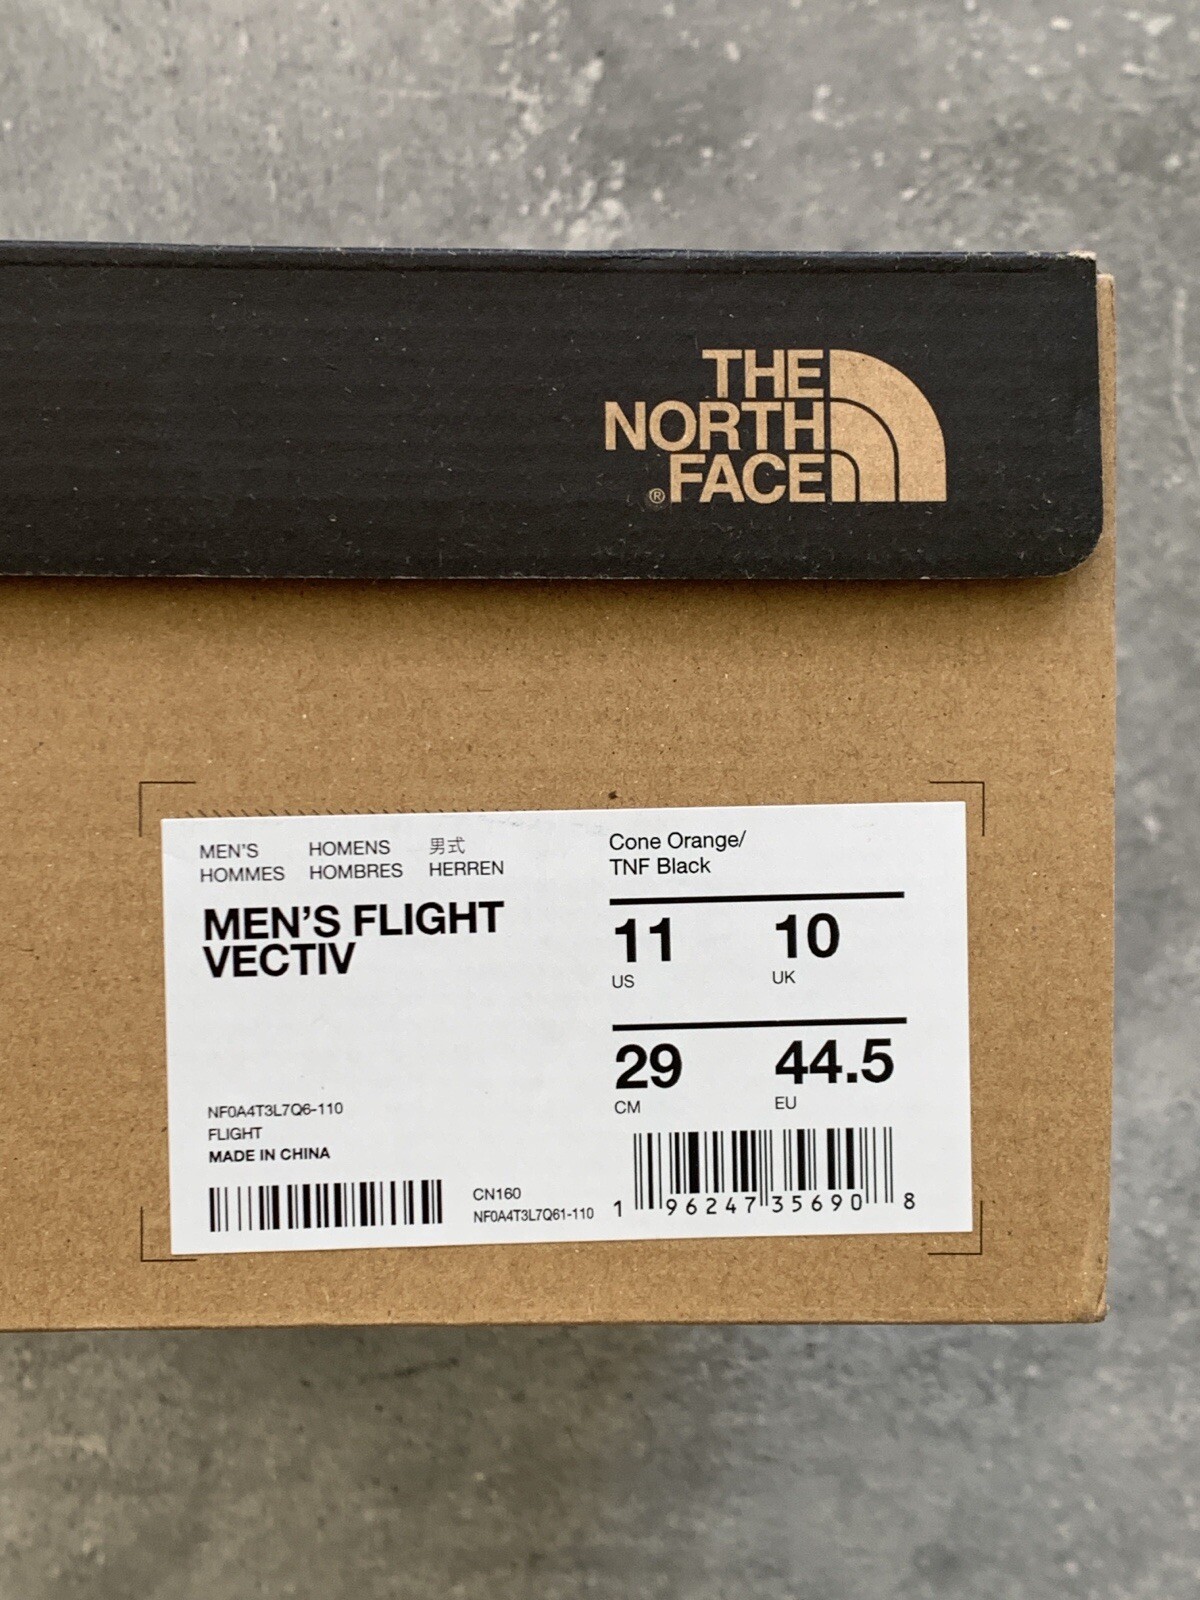 THE
NORTH
® FACE
MEN'S HOMENS 男式
HOMMES HOMBRES HERREN
MEN'S FLIGHT
VECTIV
NF0A4T3L7Q6-110
FLIGHT
MADE IN CHINA
CN160
NF0A4T3L7Q61-110
Cone Orange/
TNF Black
11 10
US UK
29 44.5
CM EU
1 96247 35690 8